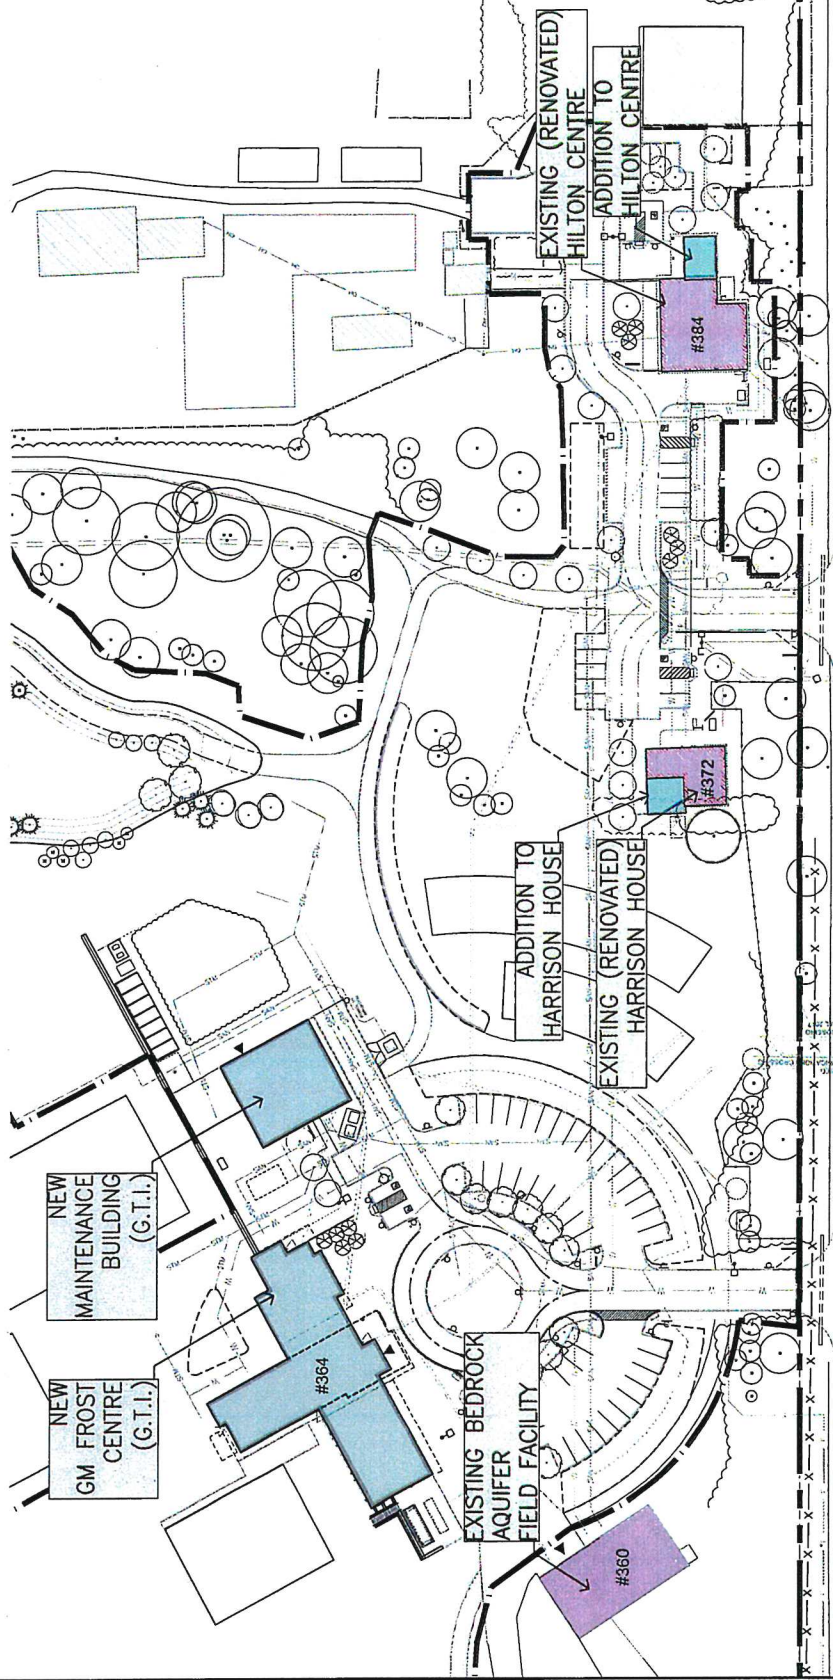 NEW
MAINTENANCE
BUILDING
(G.T.I.)
NEW
GM FROST
CENTRE
(G.T.I.)
#364
EXISTING BEDROCK
AQUIFER
FIELD FACILITY
#360
ADDITION TO
HARRISON HOUSE
EXISTING (RENOVATED)
HARRISON HOUSE
#372
EXISTING (RENOVATED)
HILTON CENTRE
ADDITION TO
HILTON CENTRE
#384